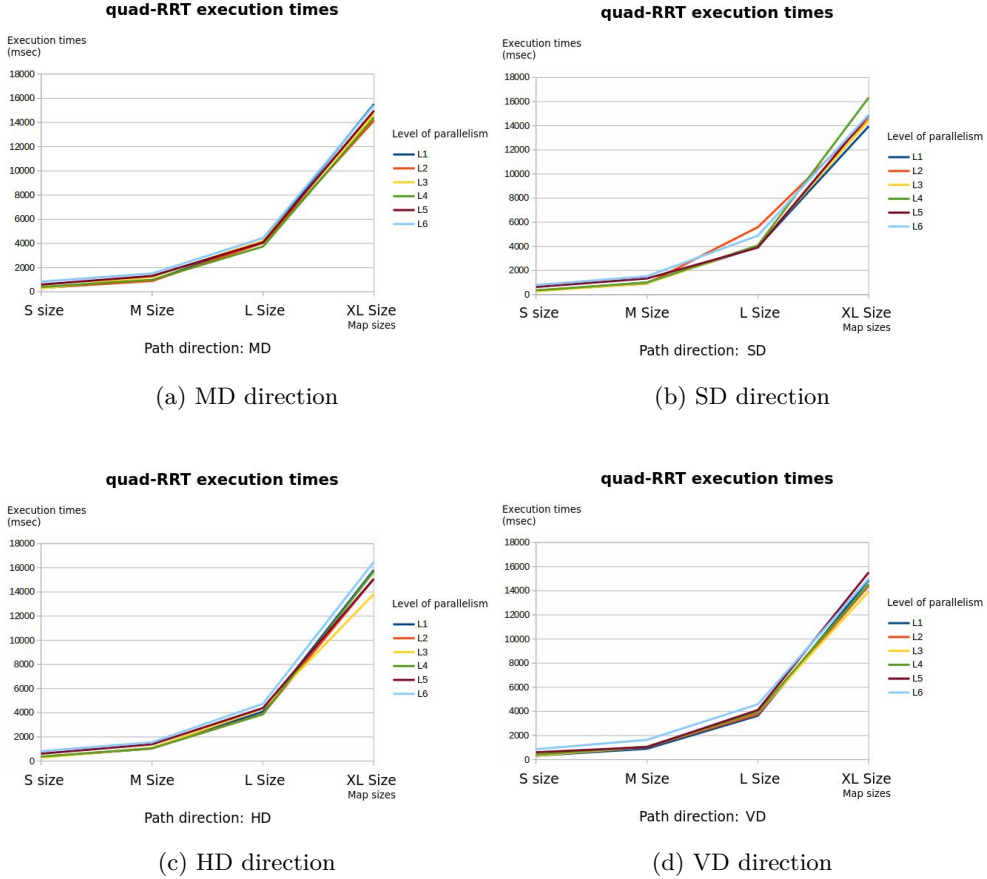 quad-RRT execution times
Execution times
(msec)
18000
16000
14000
12000
10000
8000
6000
4000
2000
0
S size
M Size
L Size
XL Size
Map sizes
Level of parallelism
L1
L2
L3
L4
L5
L6
Path direction: MD
(a) MD direction
quad-RRT execution times
Execution times
(msec)
18000
16000
14000
12000
10000
8000
6000
4000
2000
0
S size
M Size
L Size
XL Size
Map sizes
Level of parallelism
L1
L2
L3
L4
L5
L6
Path direction: SD
(b) SD direction
quad-RRT execution times
Execution times
(msec)
18000
16000
14000
12000
10000
8000
6000
4000
2000
0
S size
M Size
L Size
XL Size
Map sizes
Level of parallelism
L1
L2
L3
L4
L5
L6
Path direction: HD
(c) HD direction
quad-RRT execution times
Execution times
(msec)
18000
16000
14000
12000
10000
8000
6000
4000
2000
0
S size
M Size
L Size
XL Size
Map sizes
Level of parallelism
L1
L2
L3
L4
L5
L6
Path direction: VD
(d) VD direction